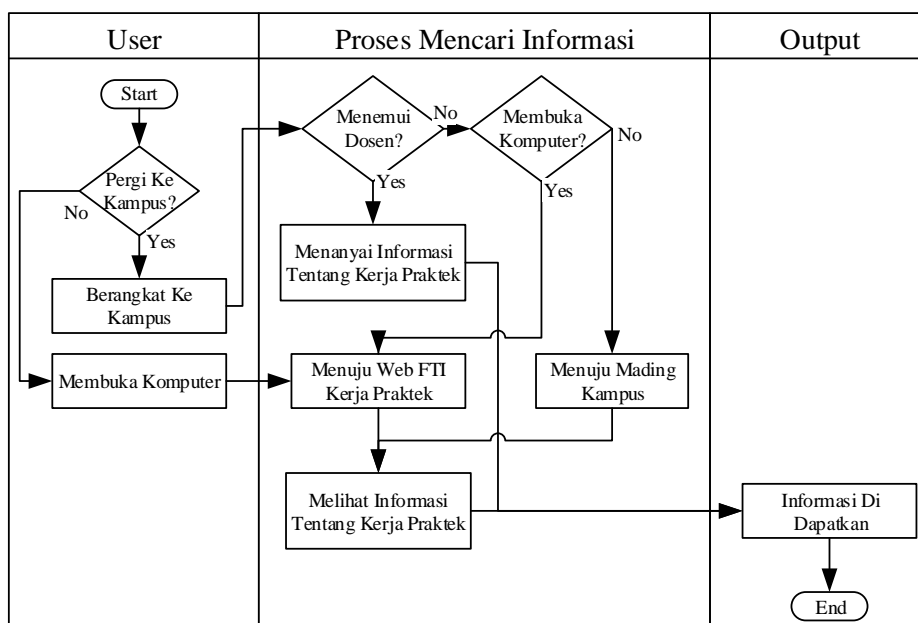 User
Proses Mencari Informasi
Output
Start
Pergi Ke
Kampus?
No
Yes
Berangkat Ke
Kampus
Membuka Komputer
Menemui
Dosen?
No
Yes
Membuka
Komputer?
No
Yes
Menanyai Informasi
Tentang Kerja Praktek
Menuju Web FTI
Kerja Praktek
Menuju Mading
Kampus
Melihat Informasi
Tentang Kerja Praktek
Informasi Di
Dapatkan
End